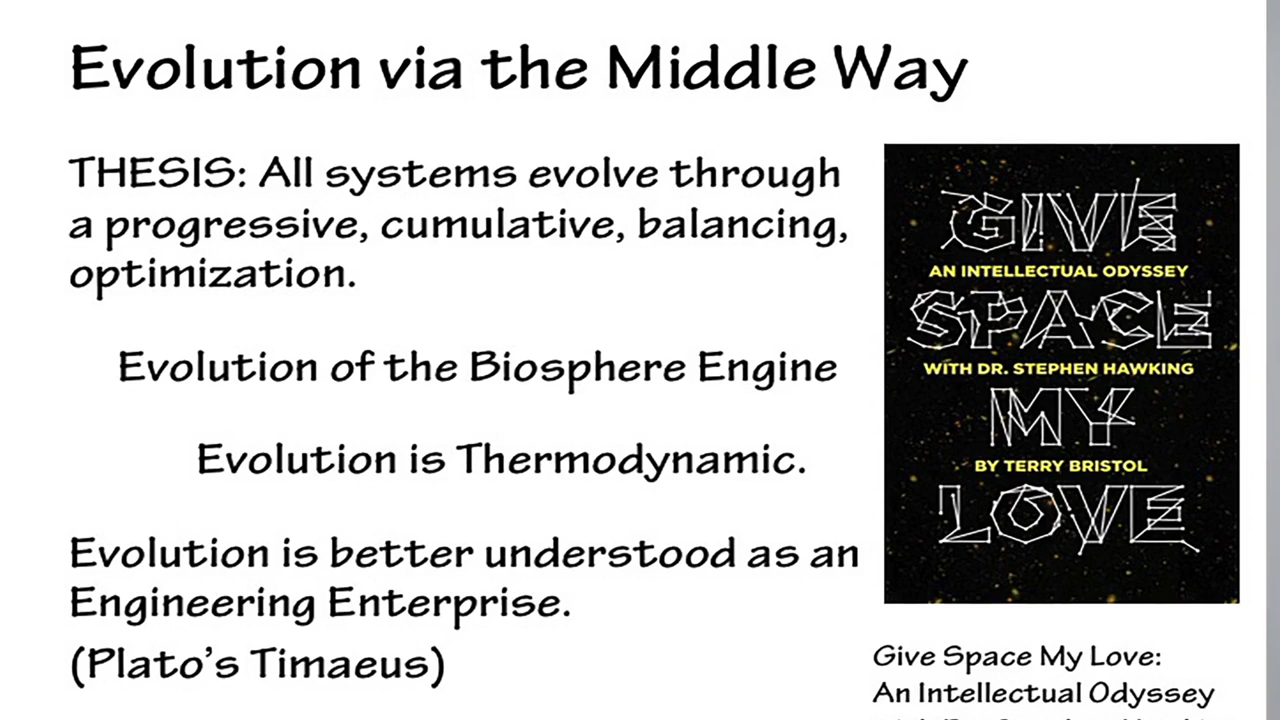 Evolution via the Middle Way
THESIS: All systems evolve through
a progressive, cumulative, balancing,
optimization.
Evolution of the Biosphere Engine
Evolution is Thermodynamic.
Evolution is better understood as an
Engineering Enterprise.
(Plato's Timaeus)
GIVE
AN INTELLECTUAL ODYSSEY
SPACE
WITH DR. STEPHEN HAWKING
MY
BY TERRY BRISTOL
LOVE
Give Space My Love:
An Intellectual Odyssey